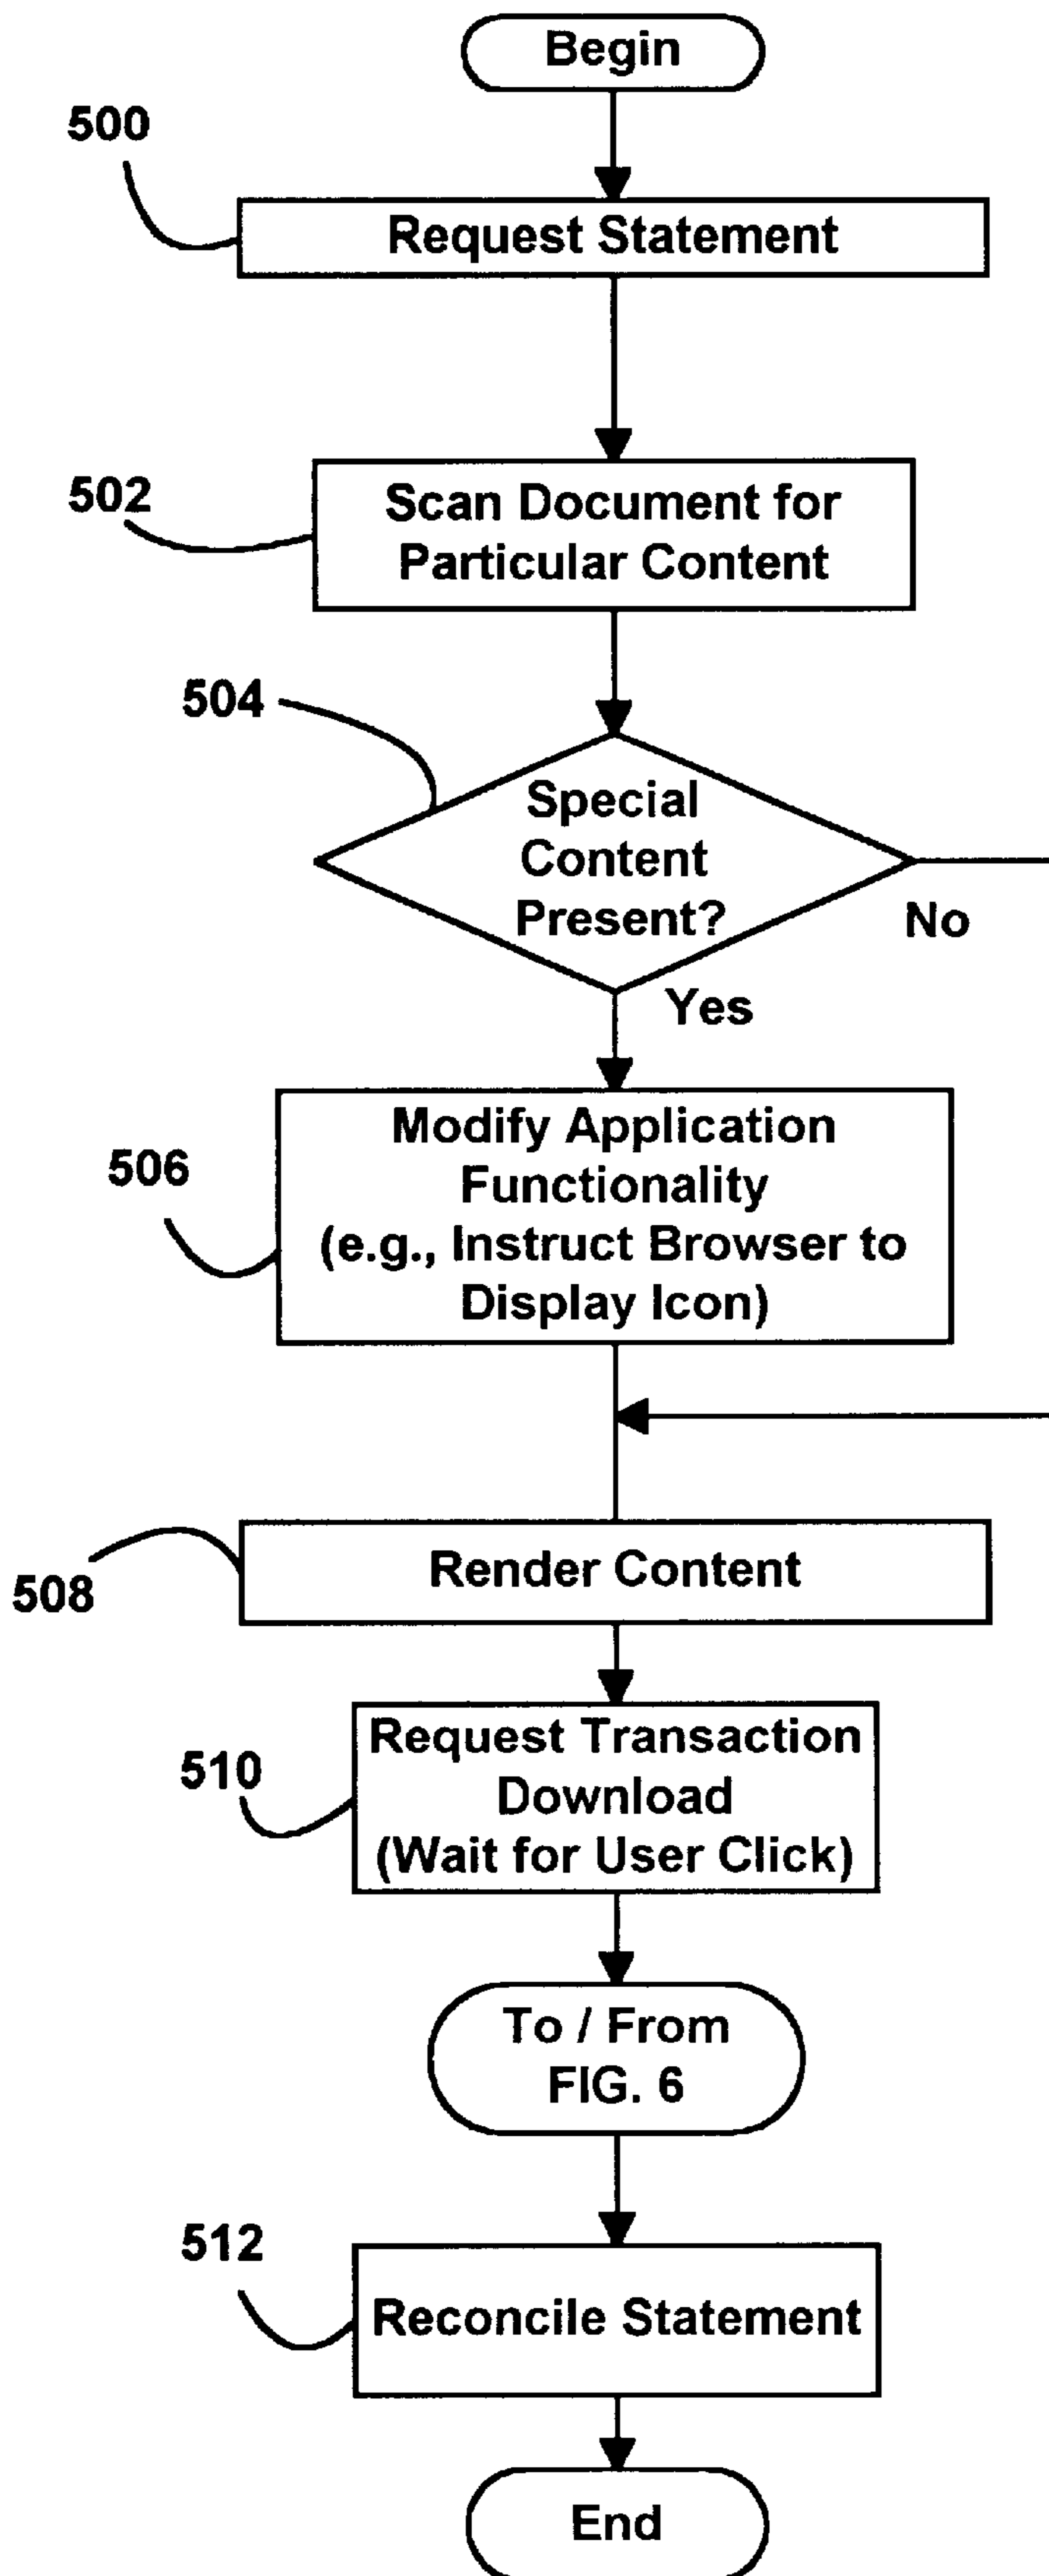 Begin
500
Request Statement
502
Scan Document for
Particular Content
504
Special
Content
Present?
No
Yes
506
Modify Application
Functionality
(e.g., Instruct Browser to
Display Icon)
508
Render Content
510
Request Transaction
Download
(Wait for User Click)
To / From
FIG. 6
512
Reconcile Statement
End